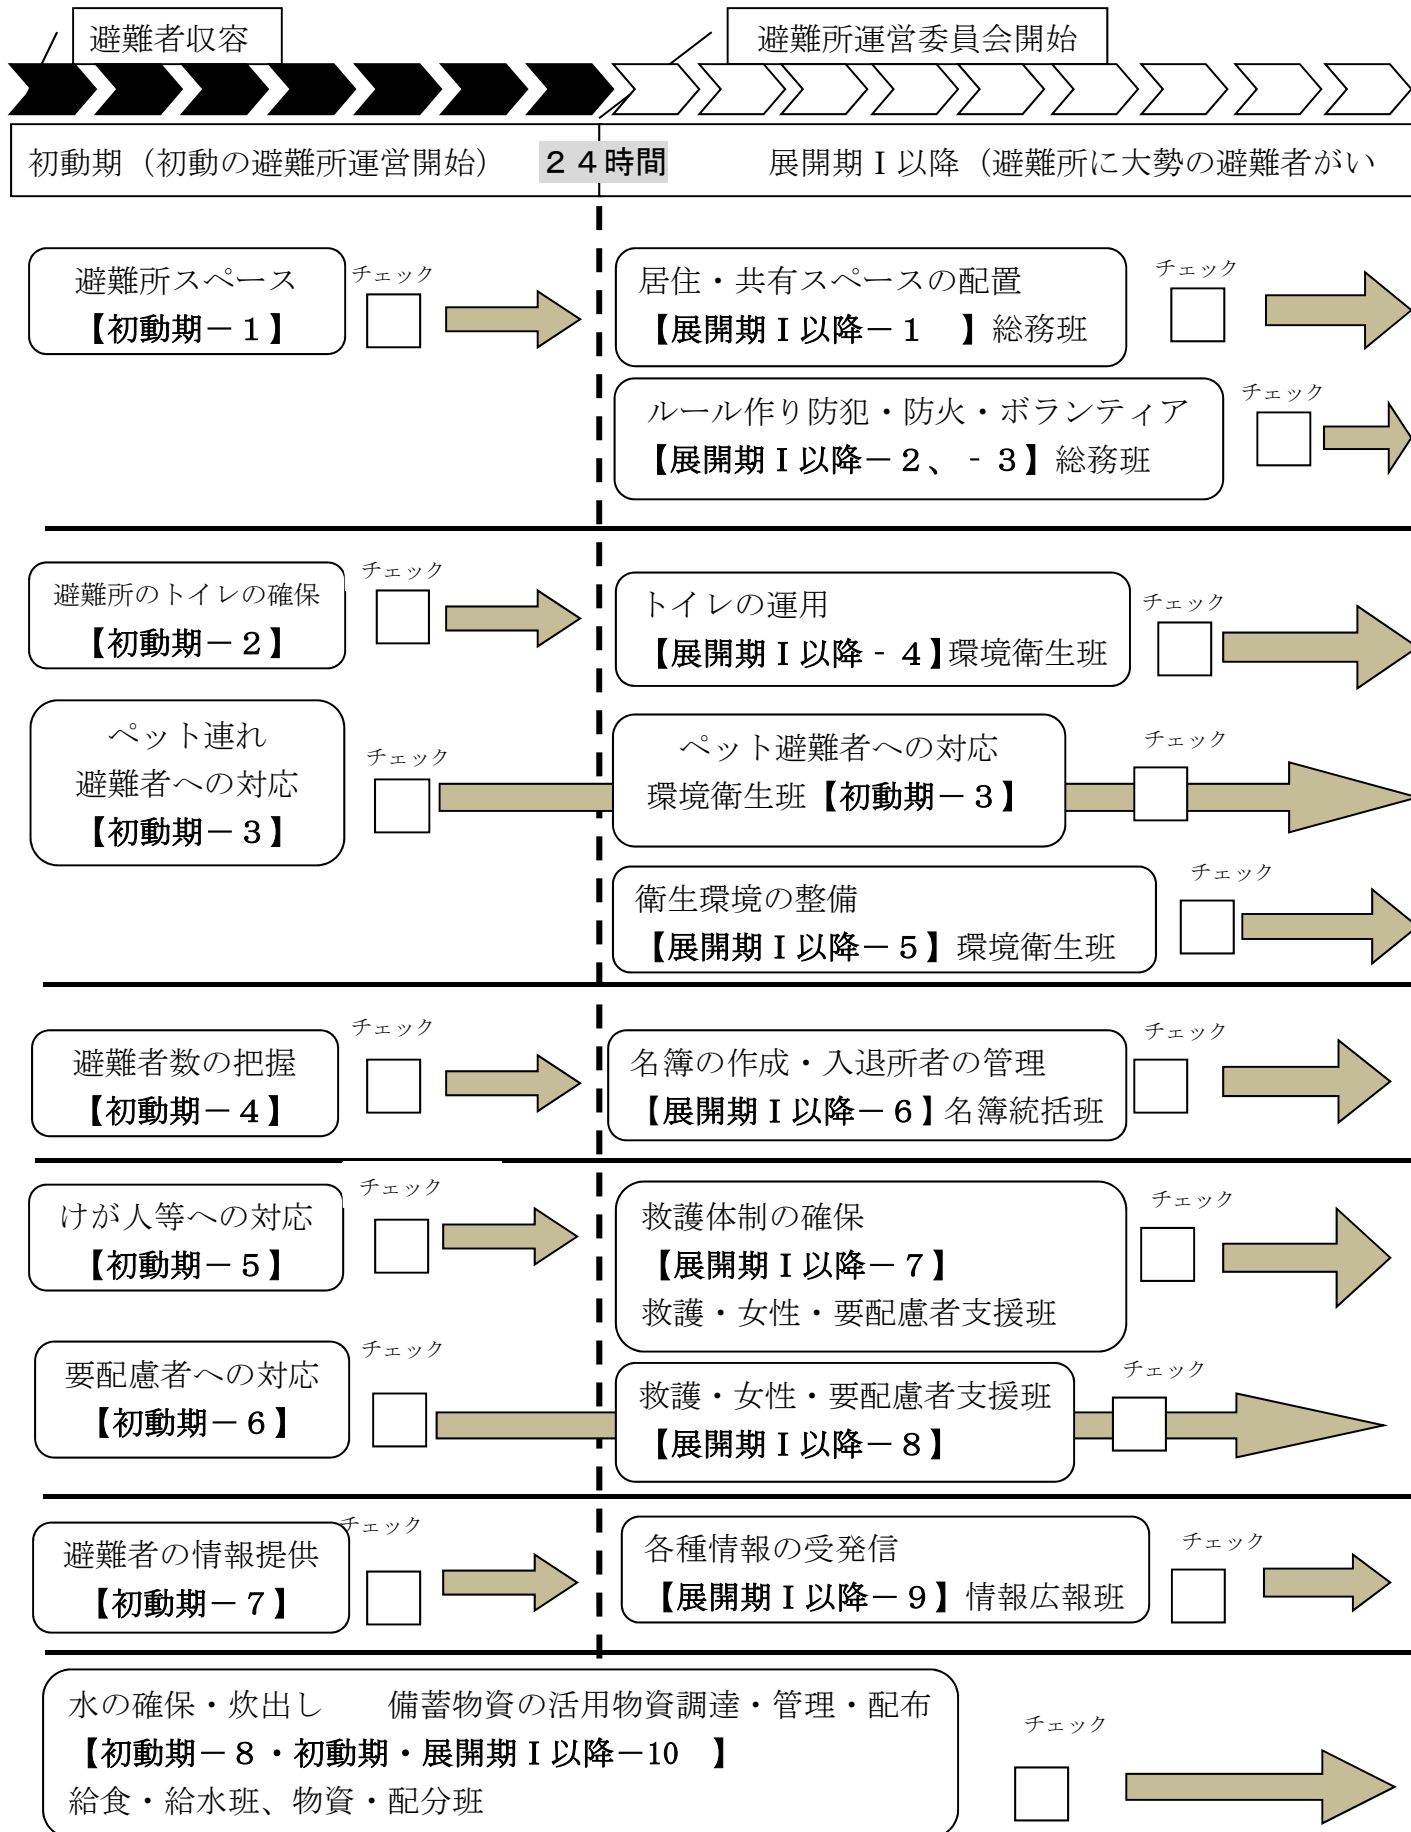 避難者収容
避難所運営委員会開始
初動期（初動の避難所運営開始）
２４時間
展開期Ⅰ以降（避難所に大勢の避難者がい
避難所スペース
【初動期－１】
チェック
居住・共有スペースの配置
【展開期Ⅰ以降－１　】総務班
チェック
ルール作り防犯・防火・ボランティア
【展開期Ⅰ以降－２、‐３】総務班
チェック
避難所のトイレの確保
【初動期－２】
チェック
トイレの運用
【展開期Ⅰ以降‐４】環境衛生班
チェック
ペット連れ
避難者への対応
【初動期－３】
チェック
ペット避難者への対応
環境衛生班【初動期－３】
チェック
衛生環境の整備
【展開期Ⅰ以降－５】環境衛生班
チェック
避難者数の把握
【初動期－４】
チェック
名簿の作成・入退所者の管理
【展開期Ⅰ以降－６】名簿統括班
チェック
けが人等への対応
【初動期－５】
チェック
救護体制の確保
【展開期Ⅰ以降－７】
救護・女性・要配慮者支援班
チェック
要配慮者への対応
【初動期－６】
チェック
救護・女性・要配慮者支援班
【展開期Ⅰ以降－８】
チェック
避難者の情報提供
【初動期－７】
チェック
各種情報の受発信
【展開期Ⅰ以降－９】情報広報班
チェック
水の確保・炊出し　　備蓄物資の活用物資調達・管理・配布
【初動期－８・初動期・展開期Ⅰ以降－10　】
給食・給水班、物資・配分班
チェック